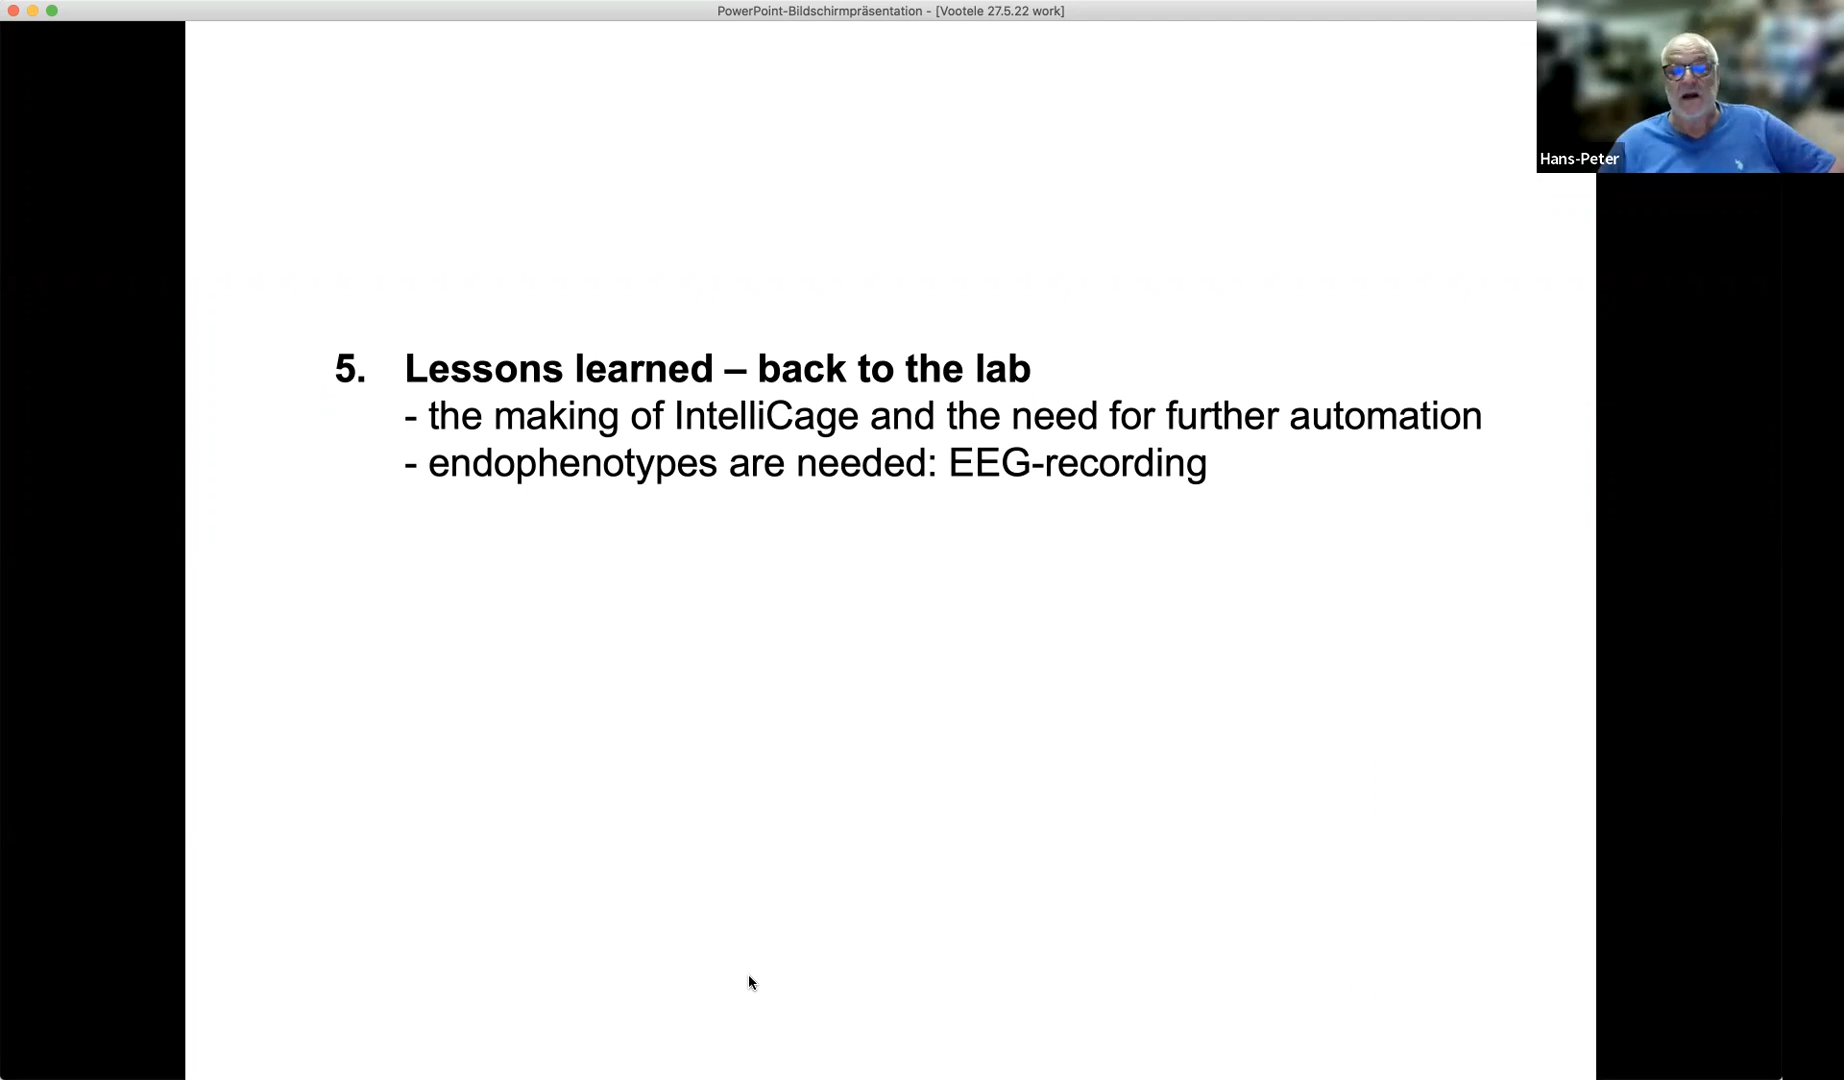 PowerPoint-Bildschirmpräsentation - [Vootele 27.5.22 work]
Hans-Peter
5. Lessons learned – back to the lab
- the making of IntelliCage and the need for further automation
- endophenotypes are needed: EEG-recording